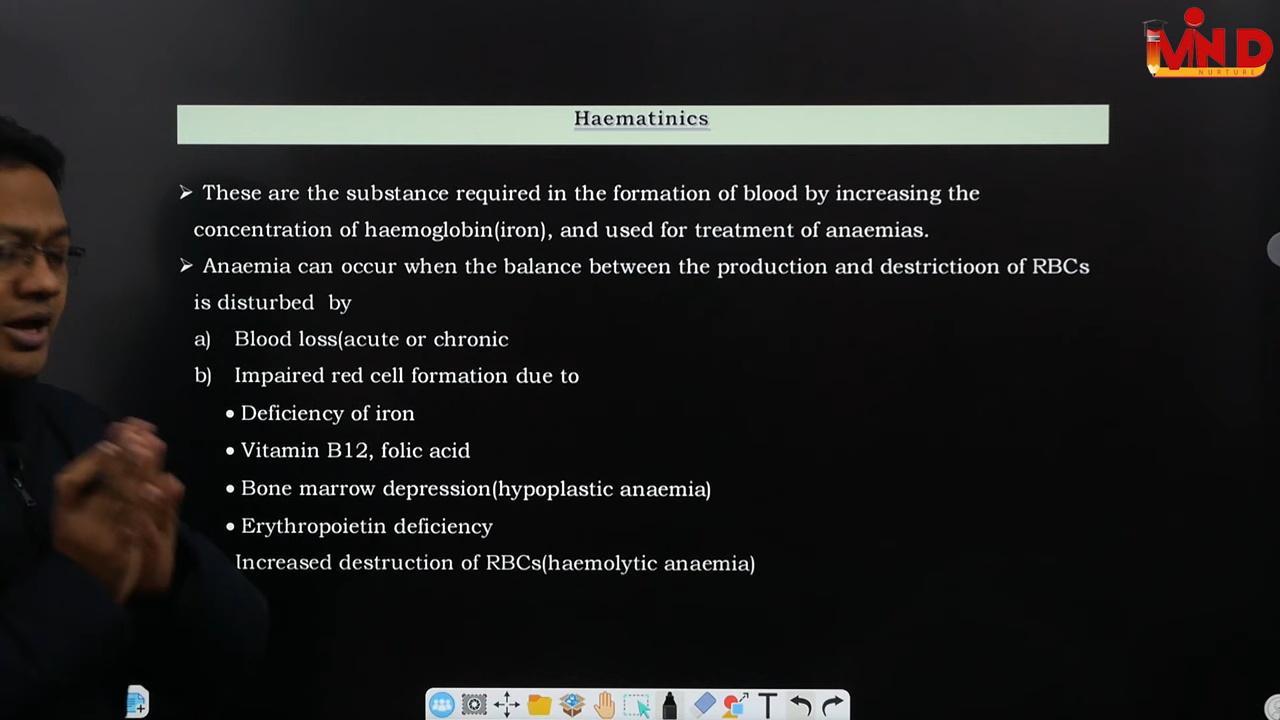 MIND
NURTURE
Haematinics
➢ These are the substance required in the formation of blood by increasing the
concentration of haemoglobin(iron), and used for treatment of anaemias.
➢ Anaemia can occur when the balance between the production and destrictioon of RBCs
is disturbed by
a) Blood loss(acute or chronic
b) Impaired red cell formation due to
• Deficiency of iron
• Vitamin B12, folic acid
• Bone marrow depression(hypoplastic anaemia)
• Erythropoietin deficiency
Increased destruction of RBCs(haemolytic anaemia)
T